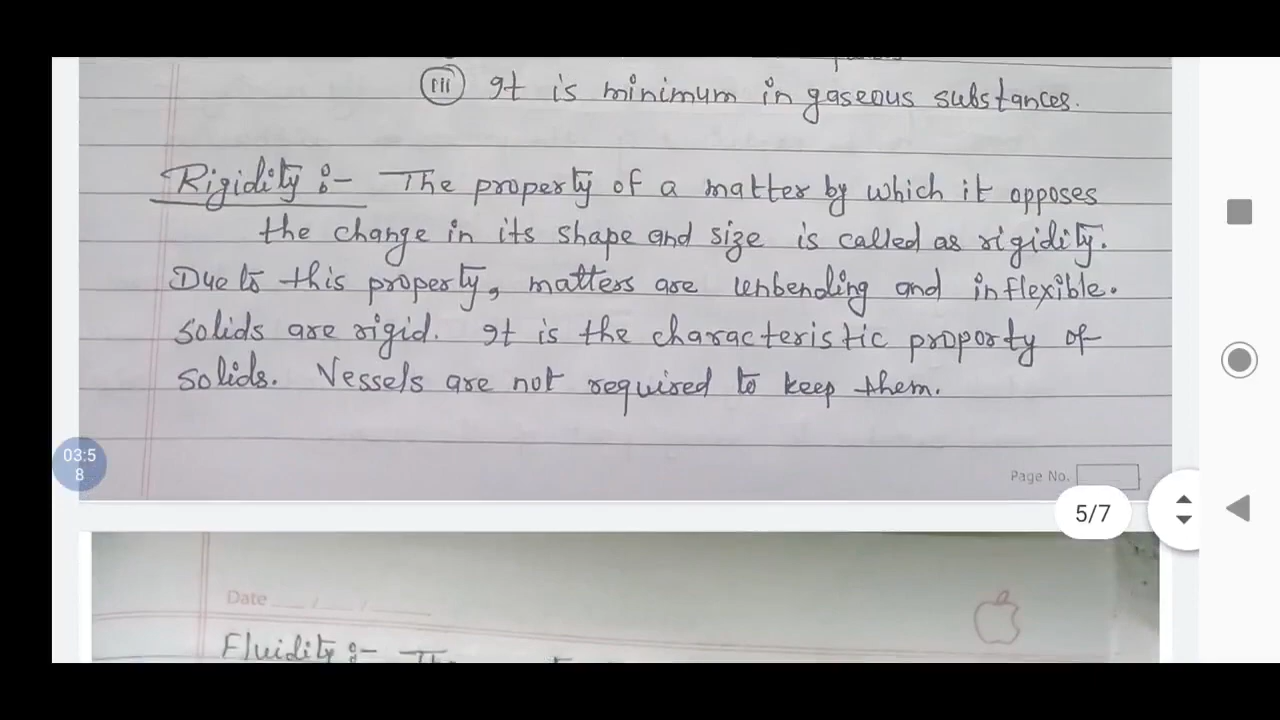 (iii) It is minimum in gaseous substances.
Rigidity :- The property of a matter by which it opposes
the change in its shape and size is called as rigidity.
Due to this property, matters are unbending and inflexible.
Solids are rigid. It is the characteristic property of
solids. Vessels are not required to keep them.
03:5
8
Page No.
5/7
Date
Fluidity :- The